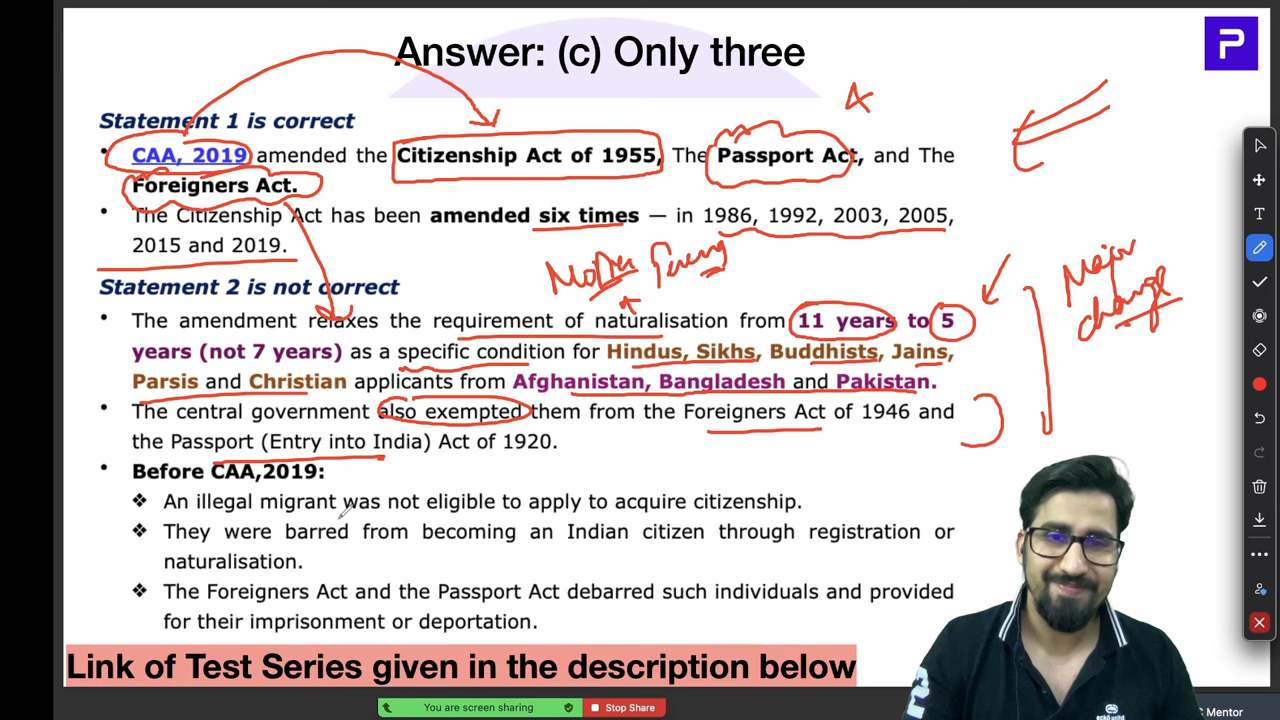 Answer: (c) Only three
P
4
Statement 1 is correct
• CAA, 2019 amended the Citizenship Act of 1955, The Passport Act, and The
Foreigners Act.
• The Citizenship Act has been amended six times — in 1986, 1992, 2003, 2005,
2015 and 2019.
Statement 2 is not correct
Major
change
• The amendment relaxes the requirement of naturalisation from 11 years to 5
years (not 7 years) as a specific condition for Hindus, Sikhs, Buddhists, Jains,
Parsis and Christian applicants from Afghanistan, Bangladesh and Pakistan.
• The central government also exempted them from the Foreigners Act of 1946 and
the Passport (Entry into India) Act of 1920.
• Before CAA,2019:
❖ An illegal migrant was not eligible to apply to acquire citizenship.
❖ They were barred from becoming an Indian citizen through registration or
naturalisation.
❖ The Foreigners Act and the Passport Act debarred such individuals and provided
for their imprisonment or deportation.
Link of Test Series given in the description below
You are screen sharing
Stop Share
C Mentor
2